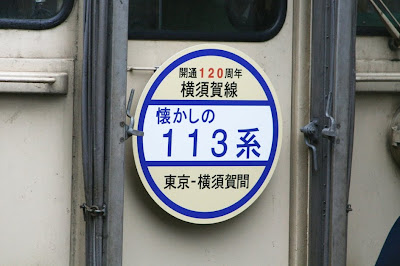 開通120周年
横須賀線
懐かしの
113系
東京-横須賀間